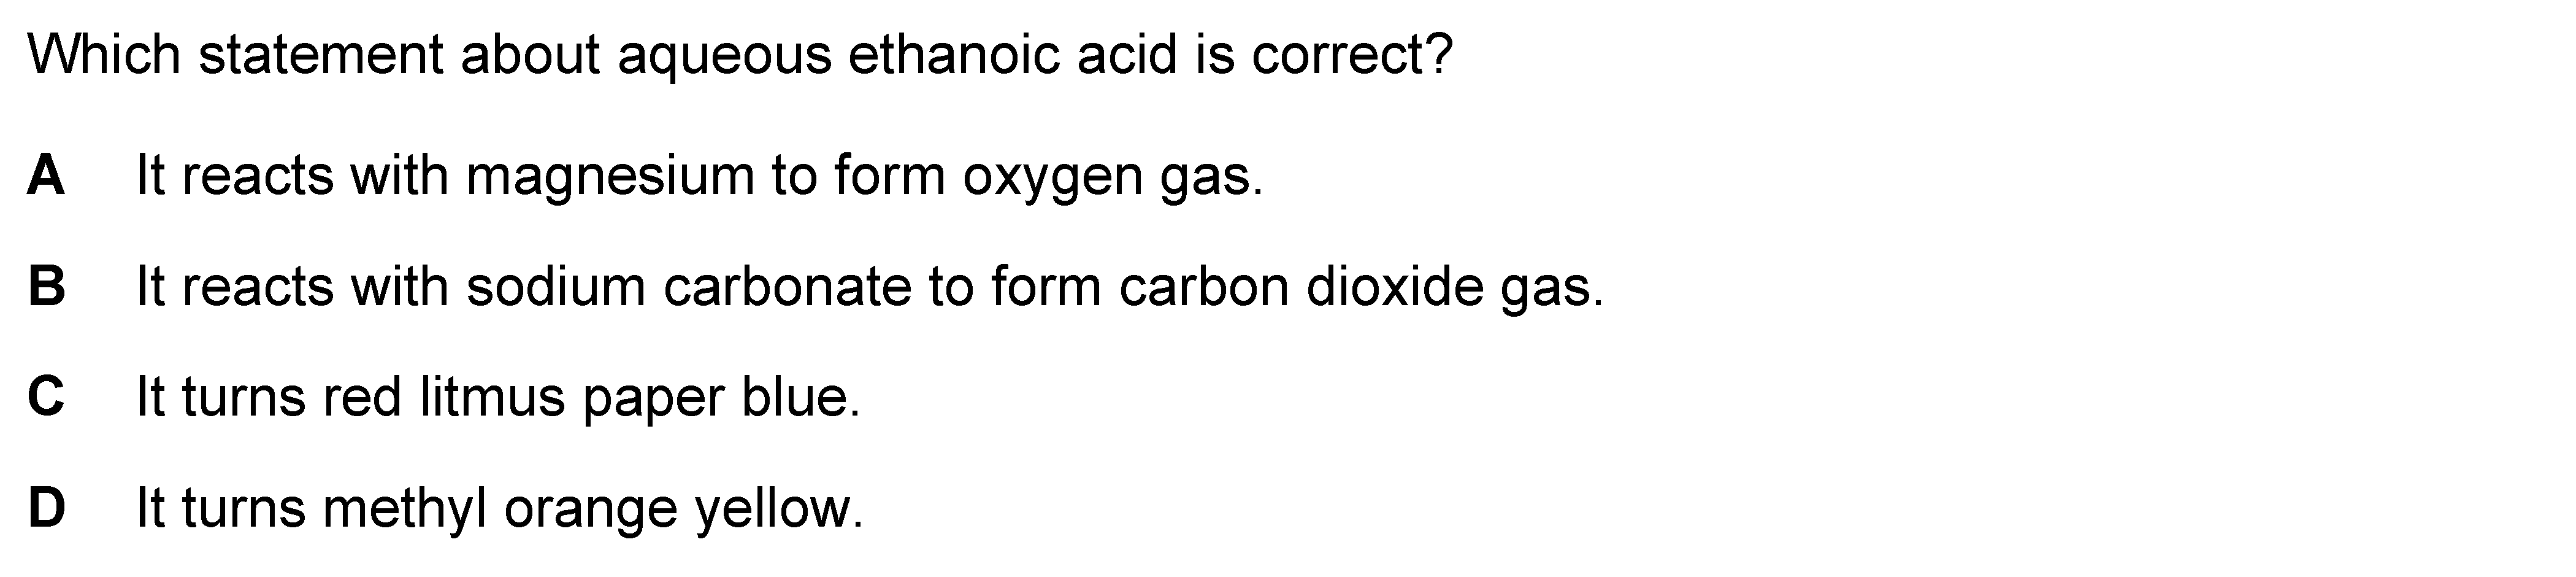 Which statement about aqueous ethanoic acid is correct?
A It reacts with magnesium to form oxygen gas.
B It reacts with sodium carbonate to form carbon dioxide gas.
C It turns red litmus paper blue.
D It turns methyl orange yellow.